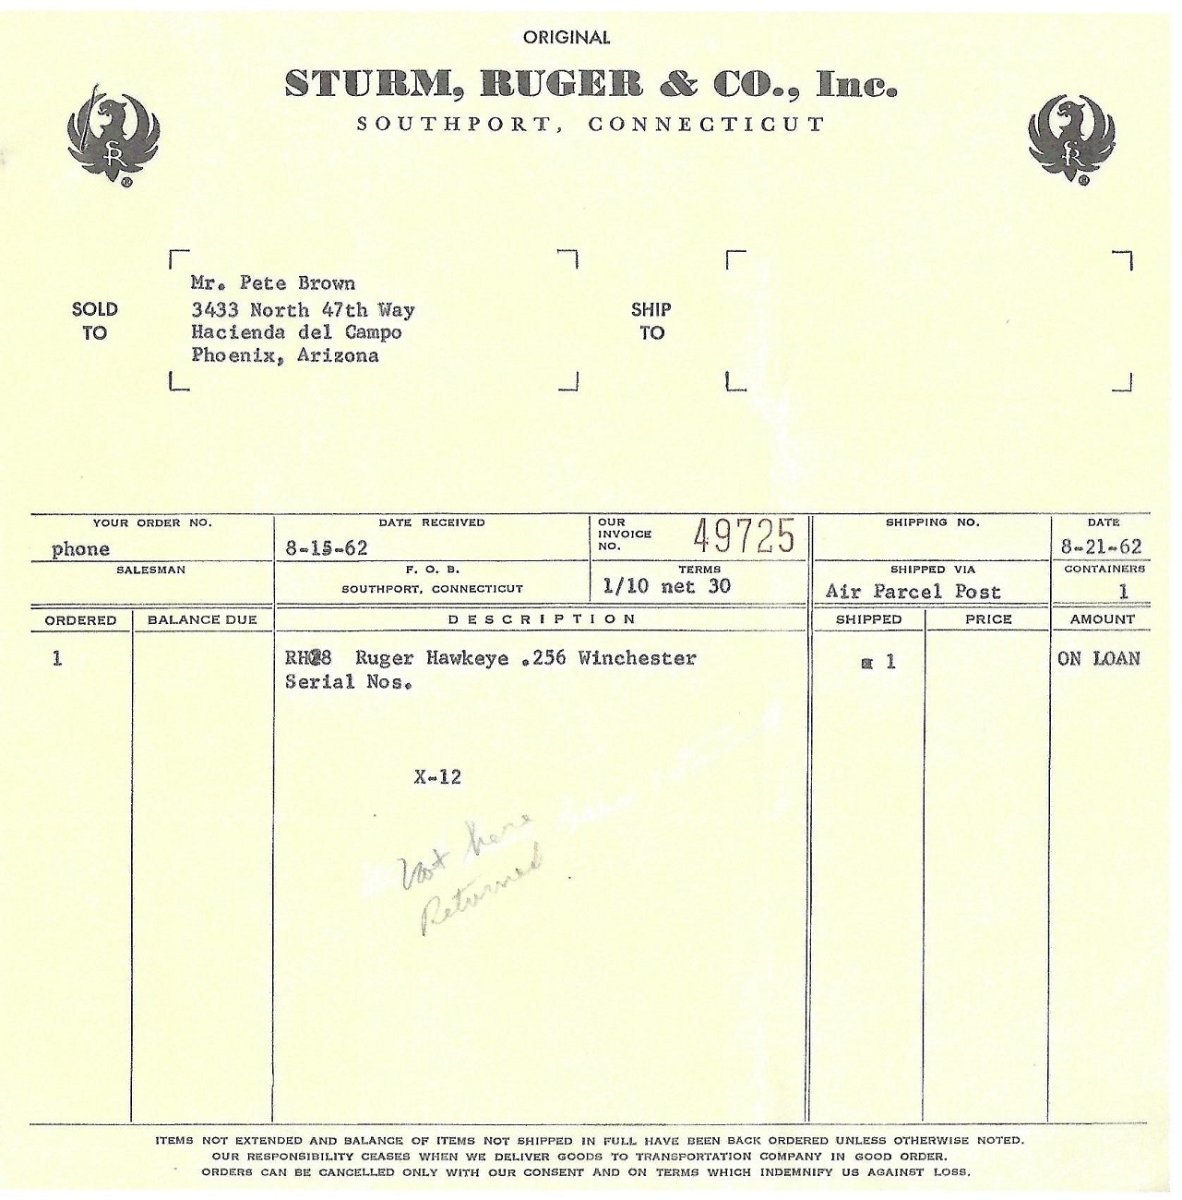 ORIGINAL
STURM, RUGER & CO., Inc.
SOUTHPORT, CONNECTICUT
SR
®
SR
®
SOLD TO
Mr. Pete Brown
3433 North 47th Way
Hacienda del Campo
Phoenix, Arizona
SHIP TO
YOUR ORDER NO.
phone
DATE RECEIVED
8-15-62
OUR INVOICE NO.
49725
SHIPPING NO.
DATE
8-21-62
SALESMAN
F. O. B.
SOUTHPORT, CONNECTICUT
TERMS
1/10 net 30
SHIPPED VIA
Air Parcel Post
CONTAINERS
1
ORDERED BALANCE DUE DESCRIPTION SHIPPED PRICE AMOUNT
1 Ruger Hawkeye .256 Winchester 1 ON LOAN
Serial Nos.
X-12
Not here
Returned
ITEMS NOT EXTENDED AND BALANCE OF ITEMS NOT SHIPPED IN FULL HAVE BEEN BACK ORDERED UNLESS OTHERWISE NOTED.
OUR RESPONSIBILITY CEASES WHEN WE DELIVER GOODS TO TRANSPORTATION COMPANY IN GOOD ORDER.
ORDERS CAN BE CANCELLED ONLY WITH OUR CONSENT AND ON TERMS WHICH INDEMNIFY US AGAINST LOSS.